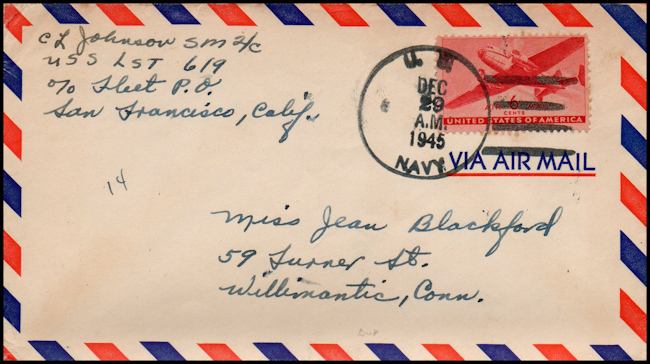 C L Johnson SM 2/C
USS LST 619
℅ Fleet P.O.
San Francisco, Calif.
U. S.
DEC
29
A.M.
1945
NAVY
6
CENTS
UNITED STATES OF AMERICA
VIA AIR MAIL
14
Miss Jean Blackford
59 Turner St.
Willimantic, Conn.